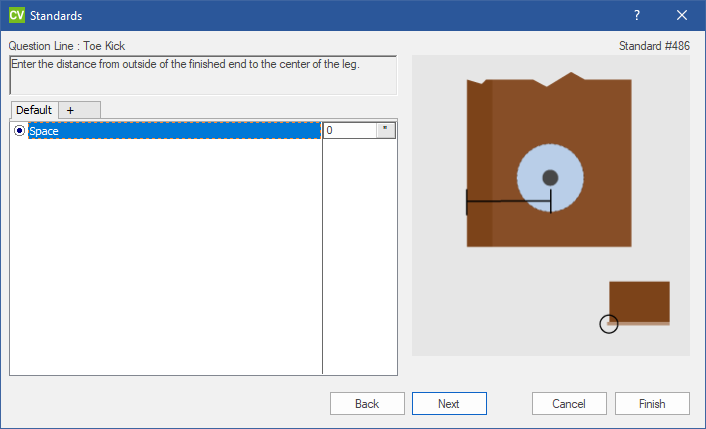 CV Standards ?
Question Line : Toe Kick Standard #486
Enter the distance from outside of the finished end to the center of the leg.
Default +
Space 0 "
Back Next Cancel Finish